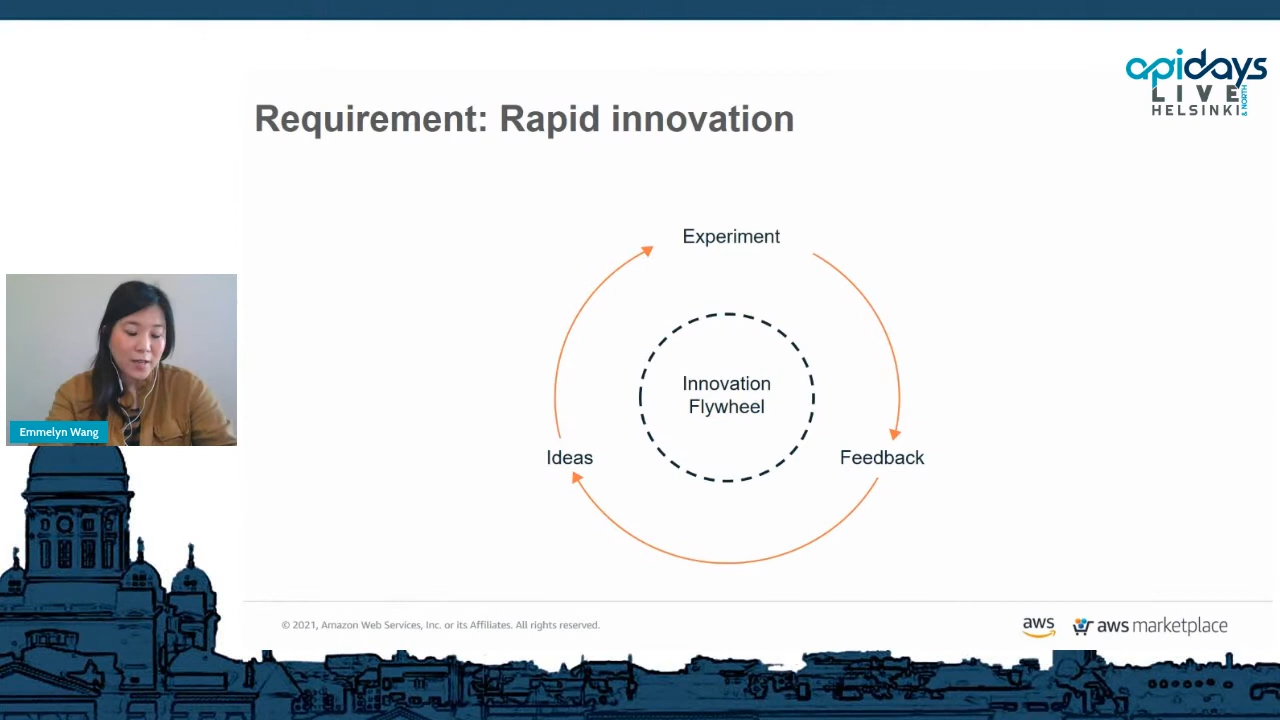 apidays
LIVE
HELSINKI
& NORTH
Requirement: Rapid innovation
Experiment
Innovation
Flywheel
Ideas
Feedback
Emmelyn Wang
© 2021, Amazon Web Services, Inc. or its Affiliates. All rights reserved.
aws
aws marketplace